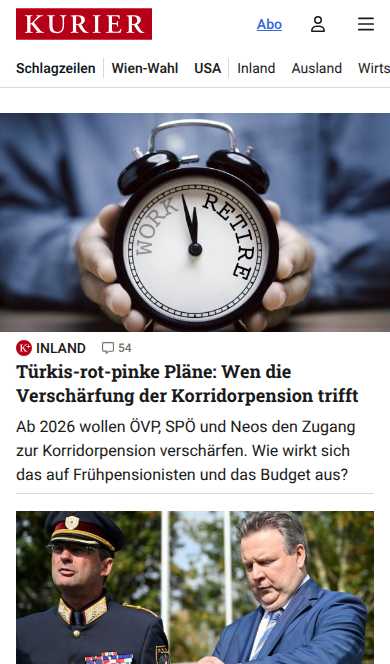 KURIER
Abo
Schlagzeilen Wien-Wahl USA Inland Ausland Wirts
WORK RETIRE
K+ INLAND 54
Türkis-rot-pinke Pläne: Wen die
Verschärfung der Korridorpension trifft
Ab 2026 wollen ÖVP, SPÖ und Neos den Zugang
zur Korridorpension verschärfen. Wie wirkt sich
das auf Frühpensionisten und das Budget aus?